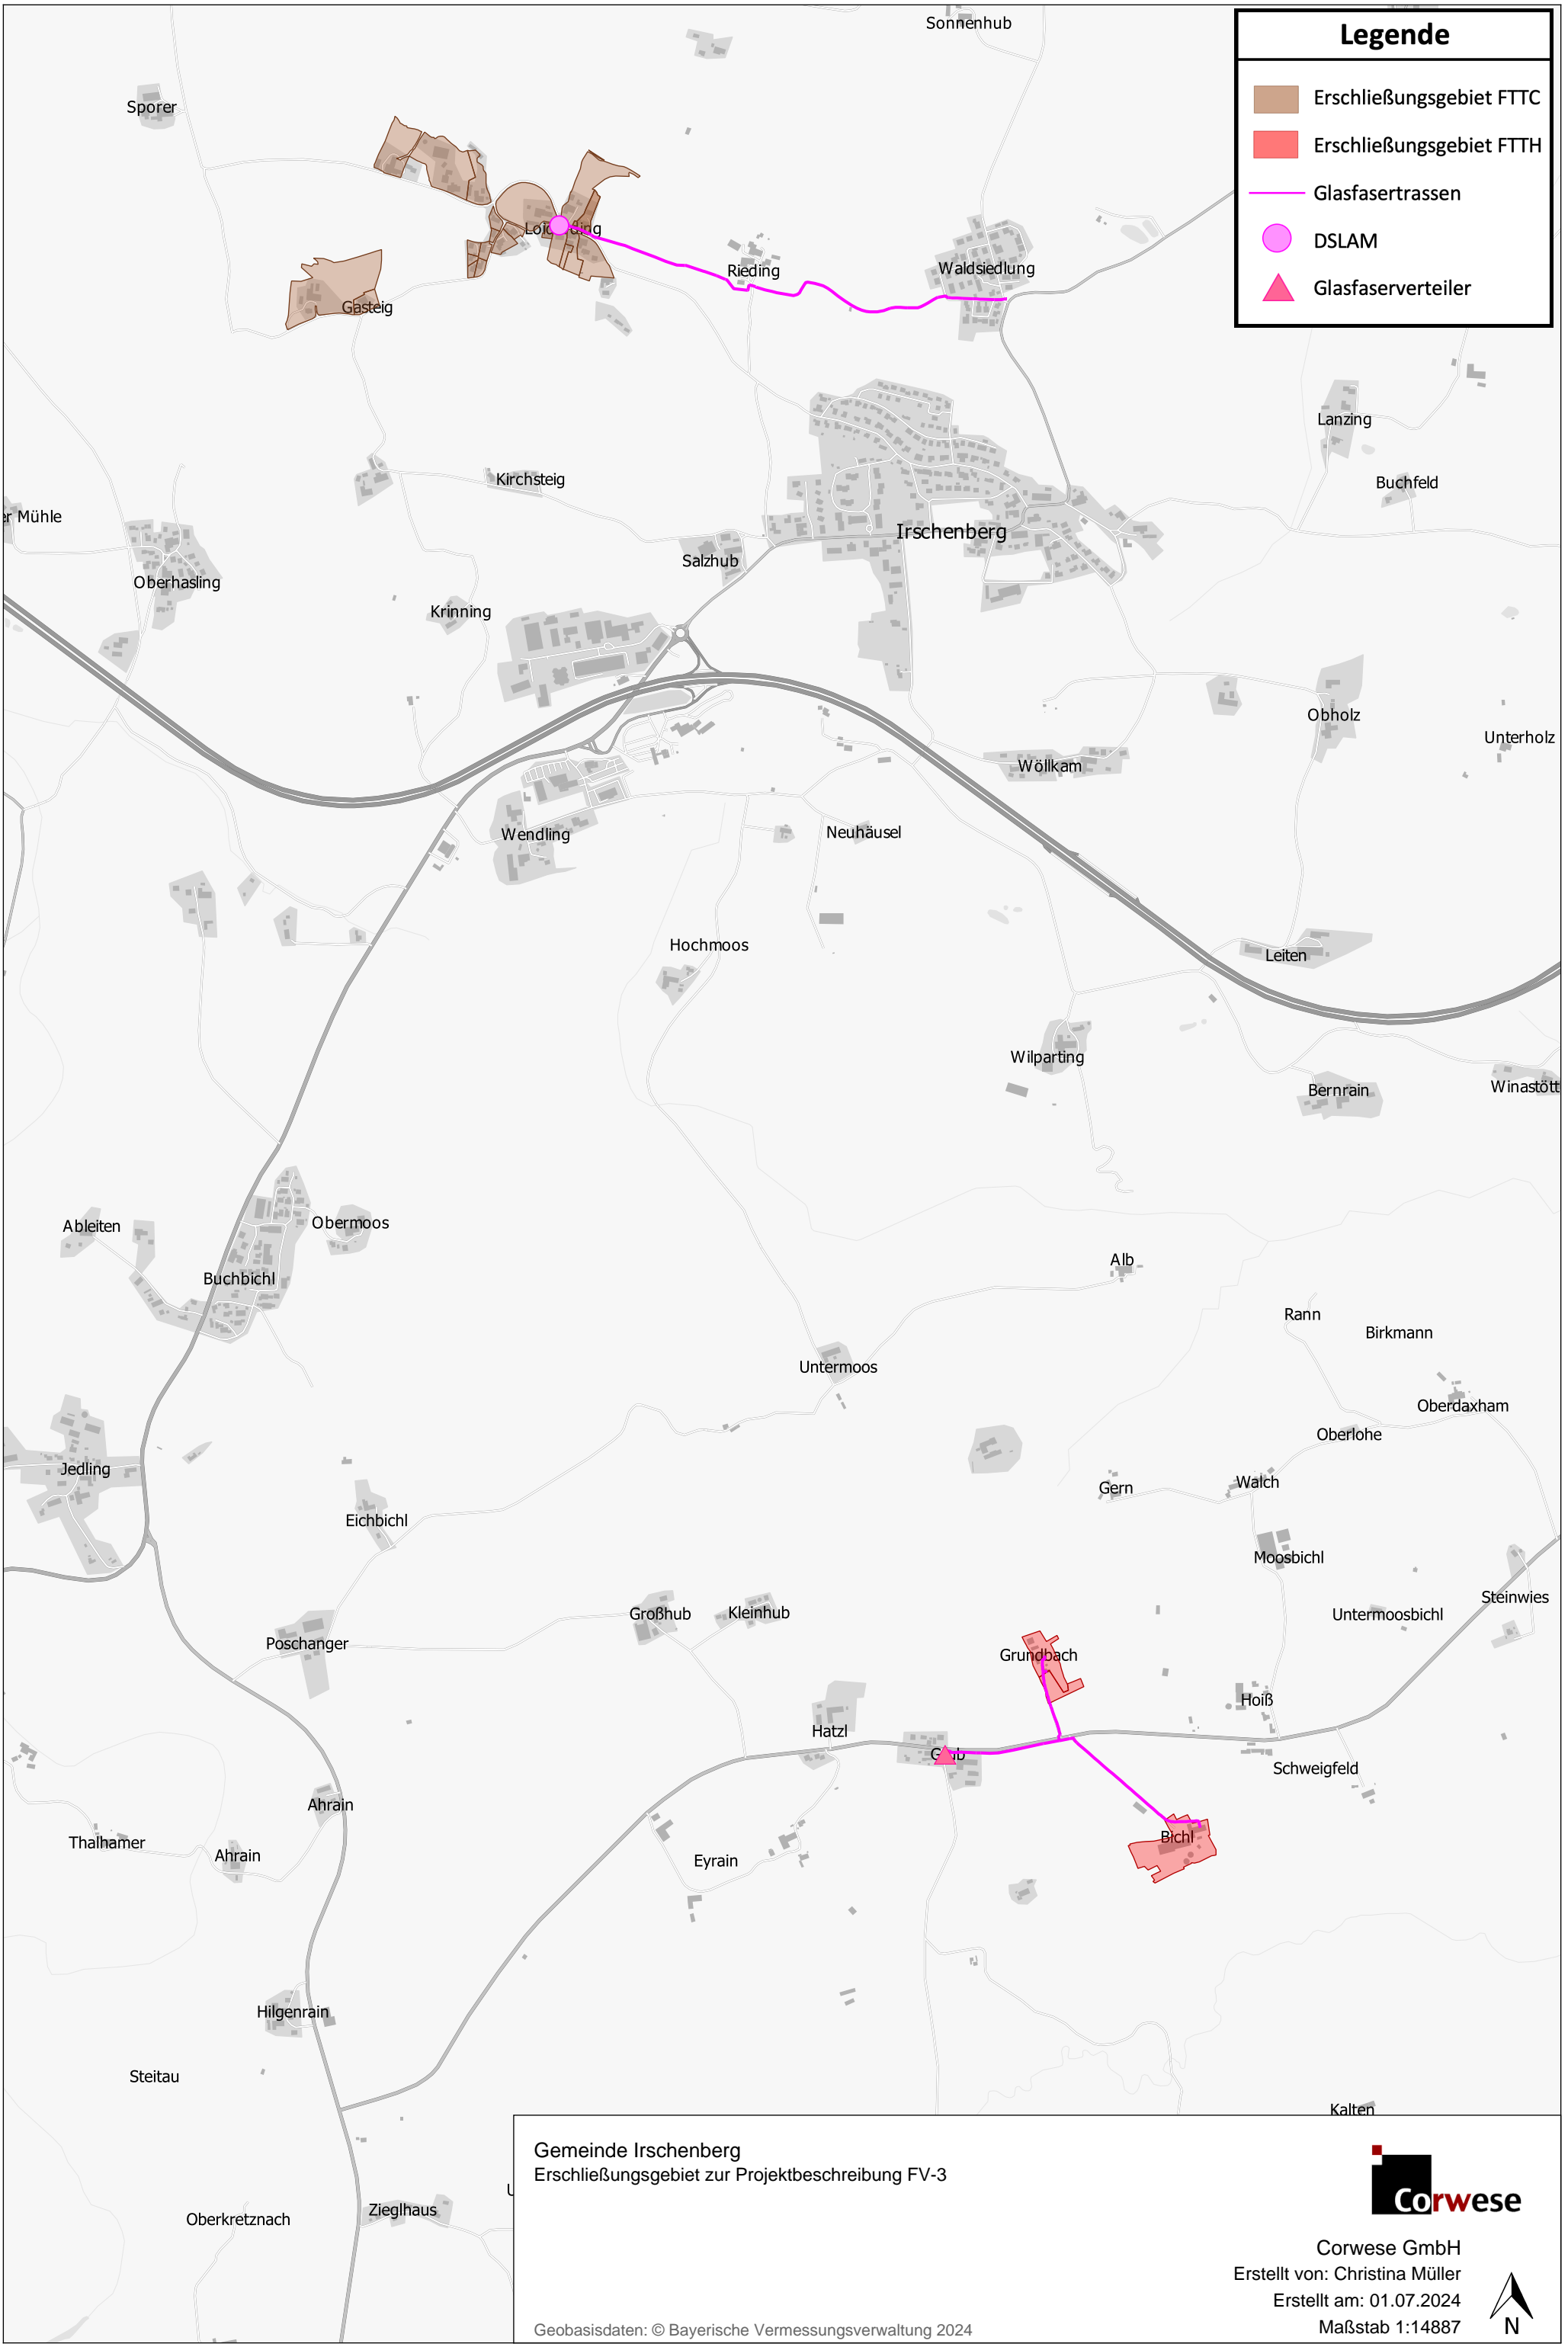 Sonnenhub
Legende
Erschließungsgebiet FTTC
Erschließungsgebiet FTTH
Glasfasertrassen
DSLAM
Glasfaserverteiler
Sporer
Rieding
Waldsiedlung
Gasteig
Lanzing
Kirchsteig
Buchfeld
er Mühle
Irschenberg
Salzhub
Oberhasling
Krinning
Obholz
Unterholz
Wöllkam
Wendling
Neuhäusel
Hochmoos
Leiten
Wilparting
Bernrain
Winastött
Ableiten
Obermoos
Buchbichl
Alb
Rann
Birkmann
Untermoos
Oberdaxham
Oberlohe
Jedling
Gern
Walch
Eichbichl
Moosbichl
Steinwies
Großhub
Kleinhub
Untermoosbichl
Poschanger
Grundbach
Hoiß
Hatzl
Schweigfeld
Ahrain
Thalhamer
Ahrain
Eyrain
Bichl
Hilgenrain
Steitau
Kalten
Oberkretznach
Zieglhaus
Gemeinde Irschenberg
Erschließungsgebiet zur Projektbeschreibung FV-3
Corwese
Corwese GmbH
Erstellt von: Christina Müller
Erstellt am: 01.07.2024
Maßstab 1:14887
N
Geobasisdaten: © Bayerische Vermessungsverwaltung 2024